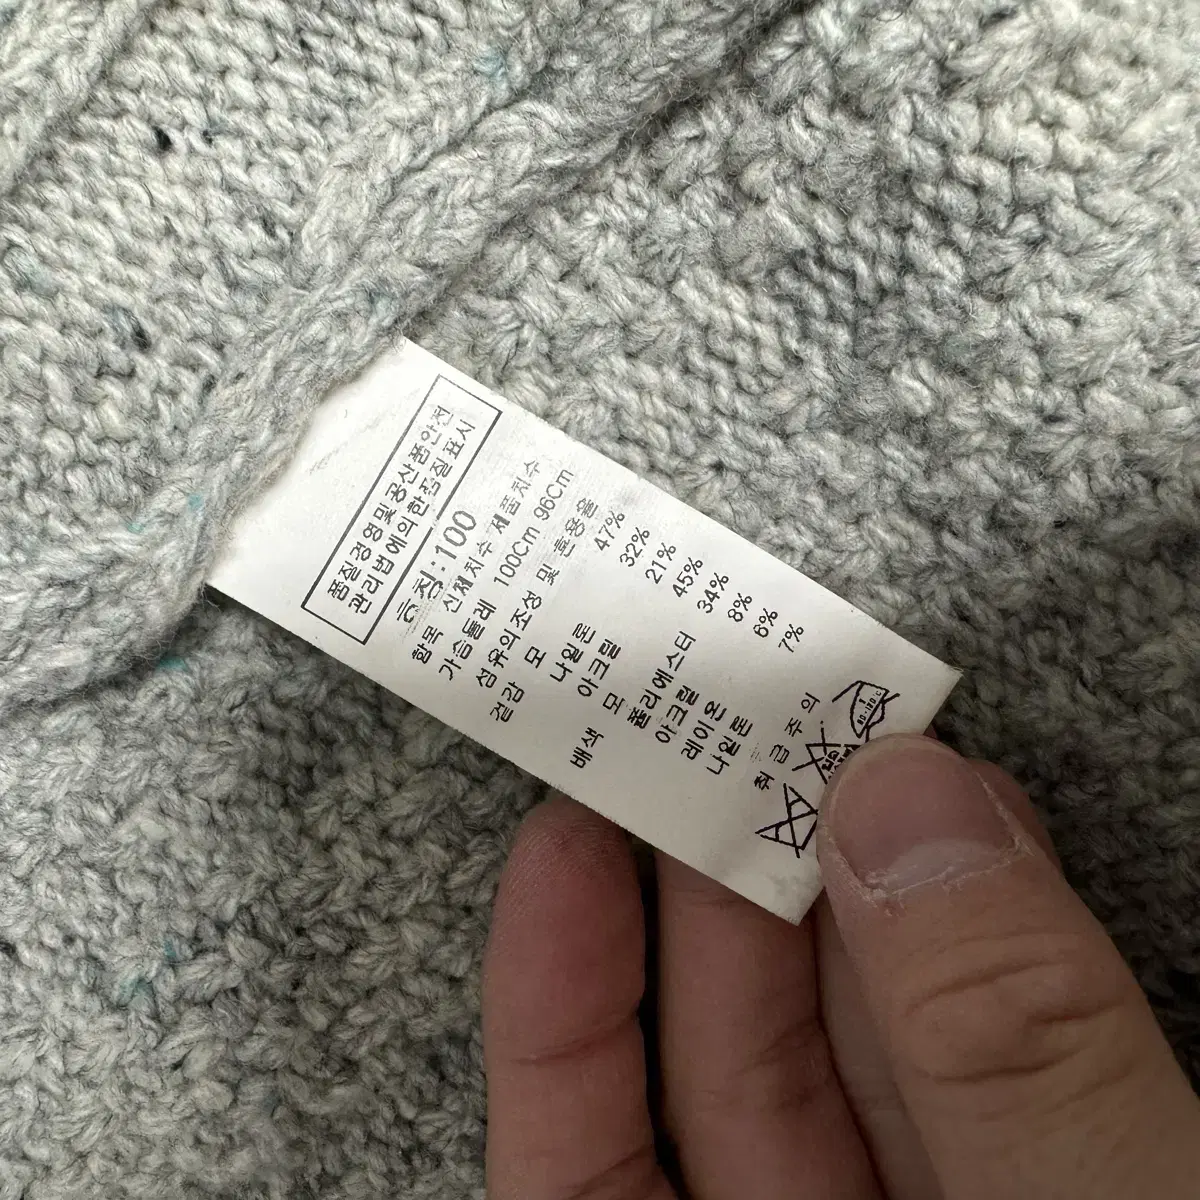 품질경영및공산품안전
관리법에의한품질표시
호칭:100
항목 신체치수 제품치수
가슴둘레 100Cm 96Cm
섬유의조성 및 혼용율
겉감 모 47%
나일론 32%
아크릴 21%
배색 모 45%
폴리에스터 34%
아크릴 8%
레이온 6%
나일론 7%
취급주의